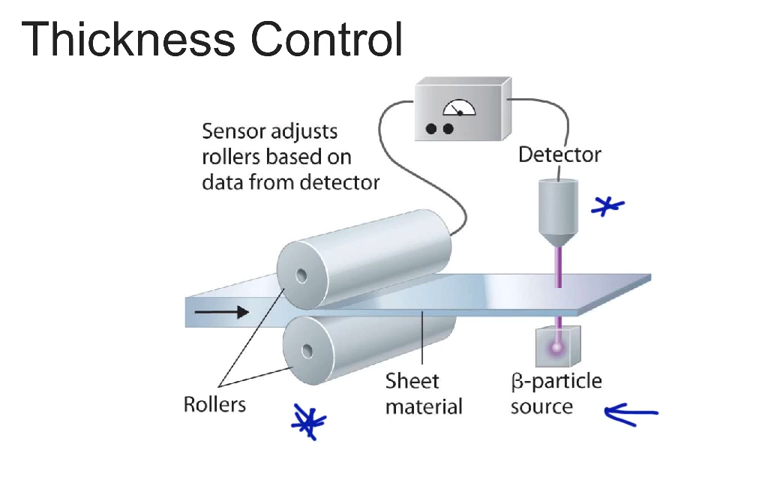 Thickness Control
Sensor adjusts
rollers based on
data from detector
Detector
Rollers
Sheet
material
β-particle
source